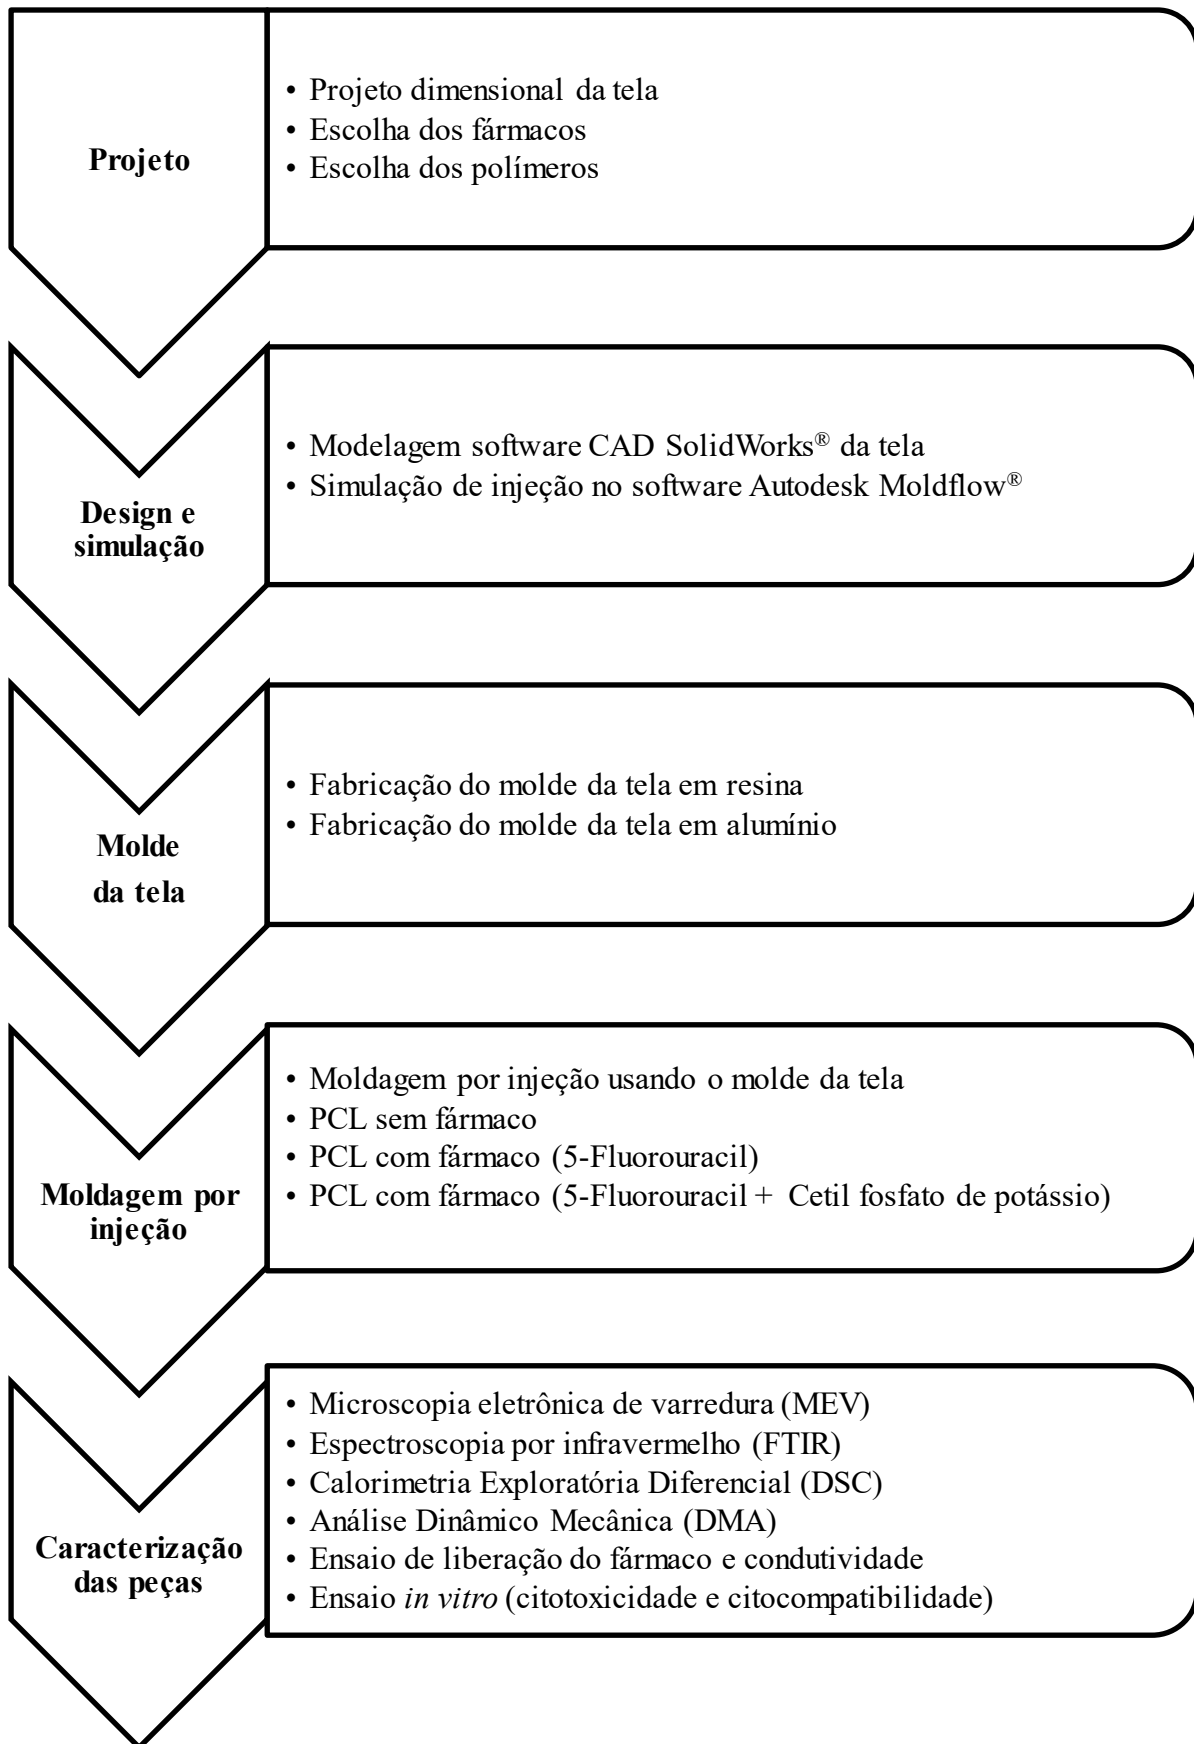 Projeto
• Projeto dimensional da tela
• Escolha dos fármacos
• Escolha dos polímeros
Design e
simulação
• Modelagem software CAD SolidWorks® da tela
• Simulação de injeção no software Autodesk Moldflow®
Molde
da tela
• Fabricação do molde da tela em resina
• Fabricação do molde da tela em alumínio
Moldagem por
injeção
• Moldagem por injeção usando o molde da tela
• PCL sem fármaco
• PCL com fármaco (5-Fluorouracil)
• PCL com fármaco (5-Fluorouracil + Cetil fosfato de potássio)
Caracterização
das peças
• Microscopia eletrônica de varredura (MEV)
• Espectroscopia por infravermelho (FTIR)
• Calorimetria Exploratória Diferencial (DSC)
• Análise Dinâmico Mecânica (DMA)
• Ensaio de liberação do fármaco e condutividade
• Ensaio in vitro (citotoxicidade e citocompatibilidade)